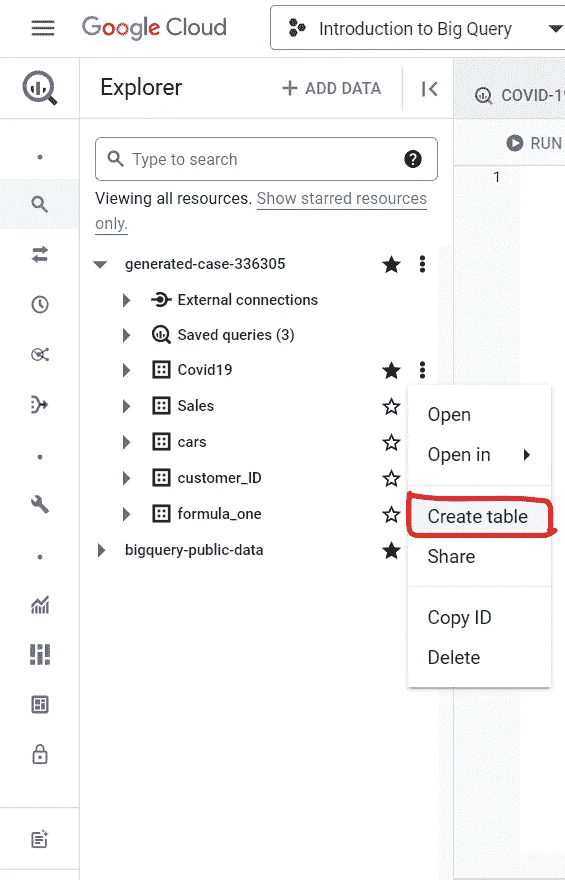 Google Cloud
Introduction to Big Query
Explorer
+ ADD DATA
COVID-19
RUN
Type to search
1
Viewing all resources. Show starred resources
only.
generated-case-336305
External connections
Saved queries (3)
Covid19
Sales
cars
customer_ID
formula_one
bigquery-public-data
Open
Open in
Create table
Share
Copy ID
Delete